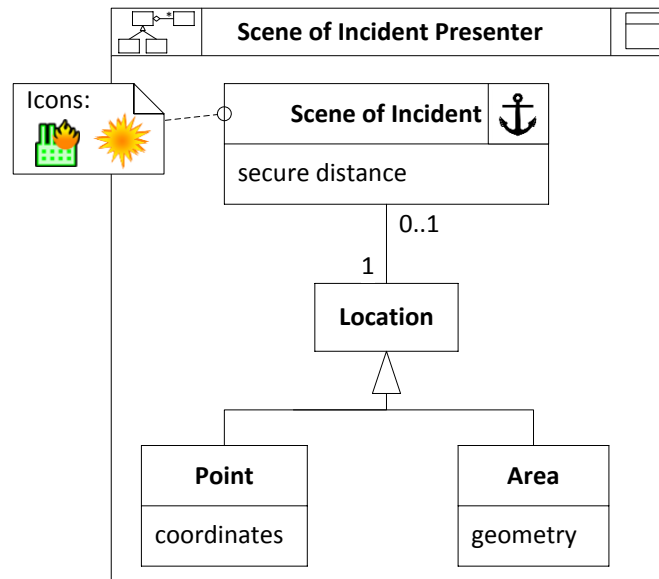 Scene of Incident Presenter
Icons:
Scene of Incident
secure distance
0..1
1
Location
Point
Area
coordinates
geometry